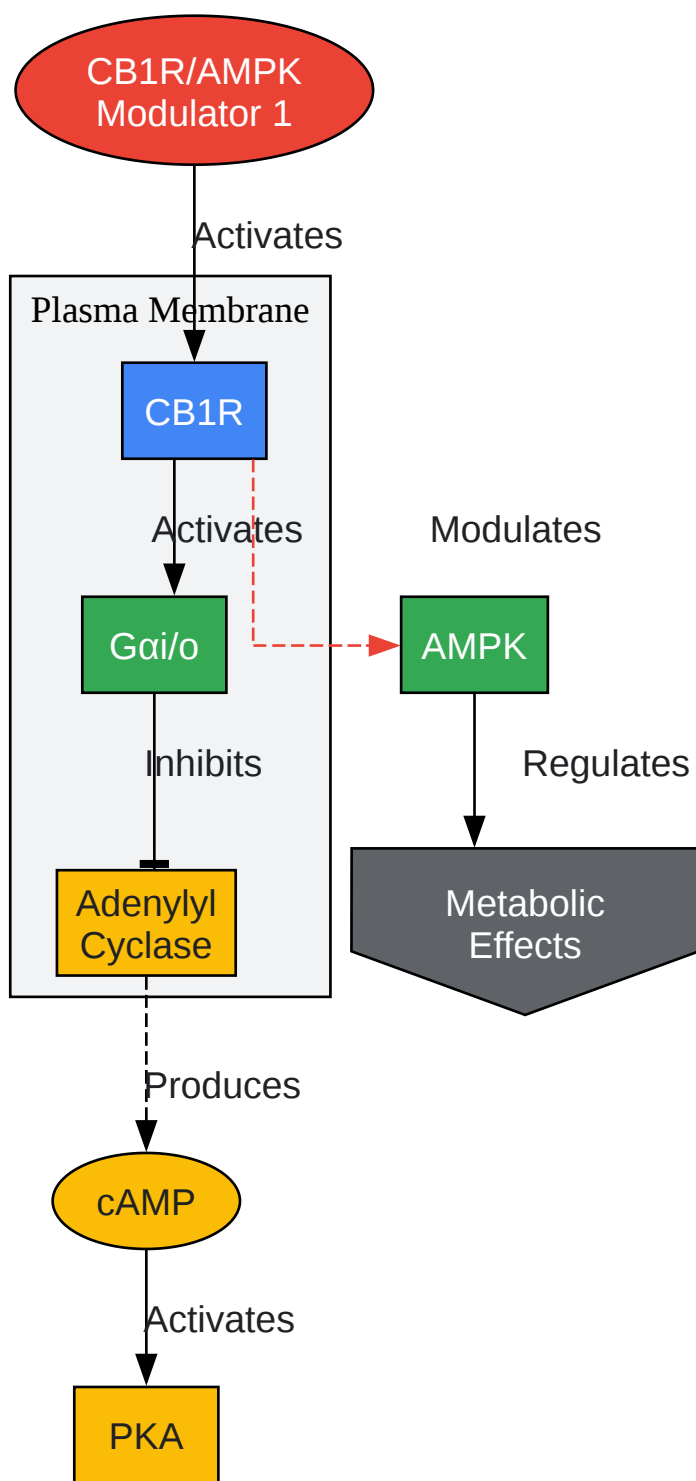 CB1R/AMPK
Modulator 1
Activates
Plasma Membrane
CB1R
Activates
Modulates
Gαi/o
AMPK
Inhibits
Regulates
Adenylyl
Cyclase
Metabolic
Effects
Produces
cAMP
Activates
PKA